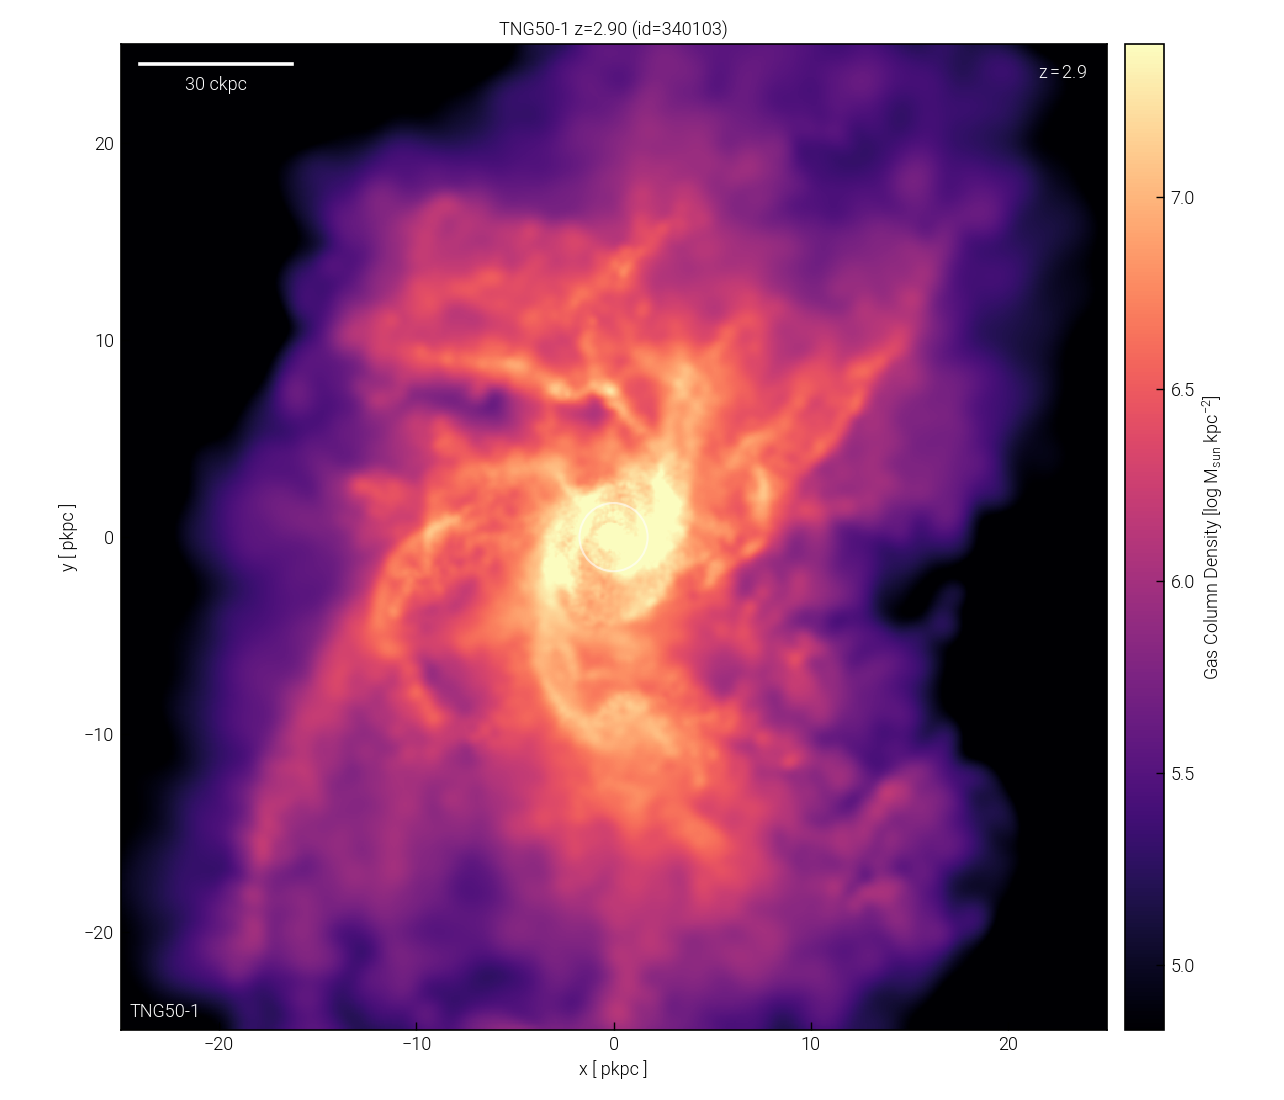 TNG50-1 z=2.90 (id=340103)
30 ckpc
z=2.9
20
10
0
−10
−20
y [ pkpc ]
TNG50-1
−20
−10
0
10
20
x [ pkpc ]
7.0
6.5
6.0
5.5
5.0
Gas Column Density [log M_sun kpc^−2]